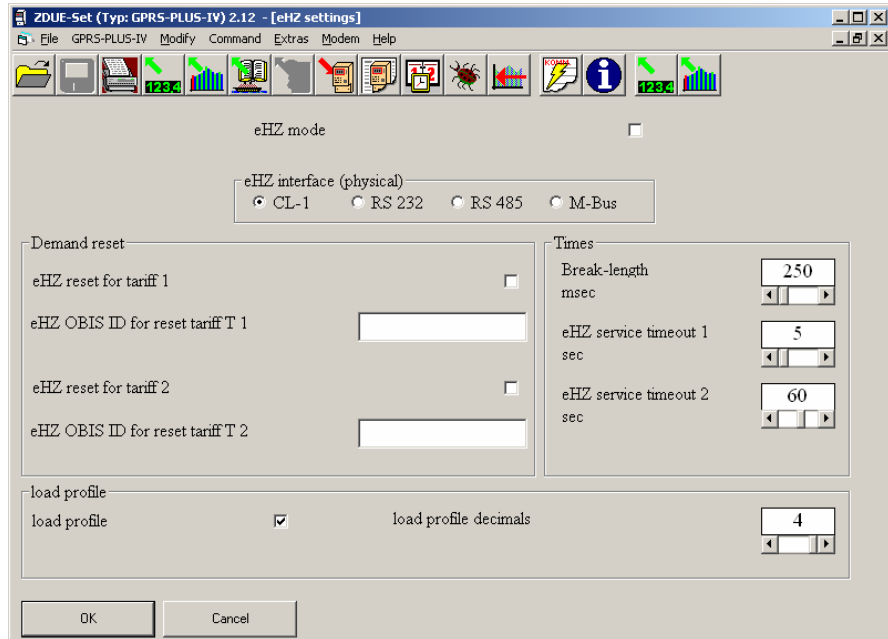 ZDUE-Set (Typ: GPRS-PLUS-IV) 2.12 - [eHZ settings]
File GPRS-PLUS-IV Modify Command Extras Modem Help
1234
KOMM.
1234
eHZ mode
eHZ interface (physical)
CL-1 RS 232 RS 485 M-Bus
Demand reset
eHZ reset for tariff 1
eHZ OBIS ID for reset tariff T 1
eHZ reset for tariff 2
eHZ OBIS ID for reset tariff T 2
Times
Break-length 250
msec
eHZ service timeout 1 5
sec
eHZ service timeout 2 60
sec
load profile
load profile load profile decimals 4
OK Cancel